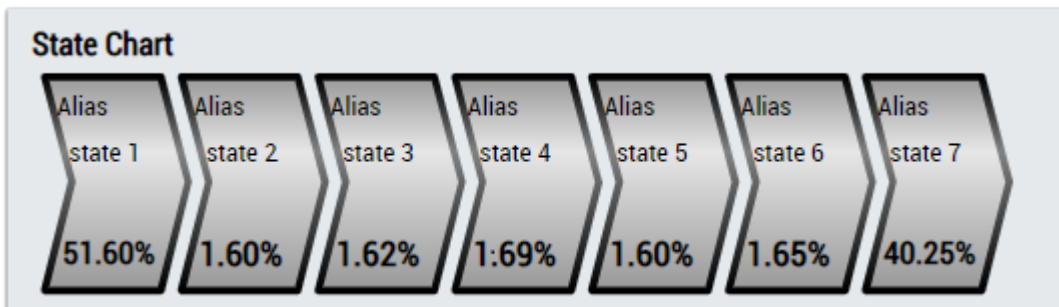 State Chart
Alias Alias Alias Alias Alias Alias Alias
state 1 state 2 state 3 state 4 state 5 state 6 state 7
51.60% 1.60% 1.62% 1:69% 1.60% 1.65% 40.25%